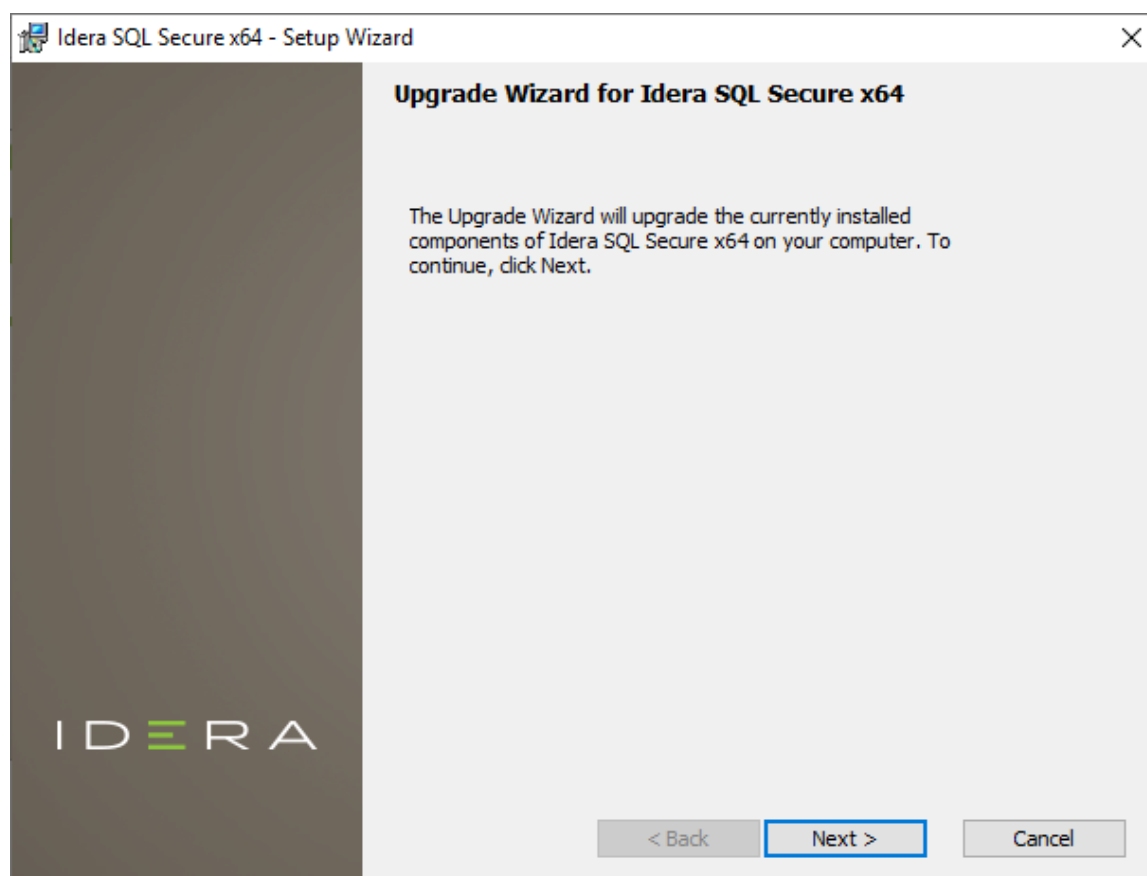 Idera SQL Secure x64 - Setup Wizard
Upgrade Wizard for Idera SQL Secure x64
The Upgrade Wizard will upgrade the currently installed
components of Idera SQL Secure x64 on your computer. To
continue, click Next.
IDERA
< Back Next > Cancel